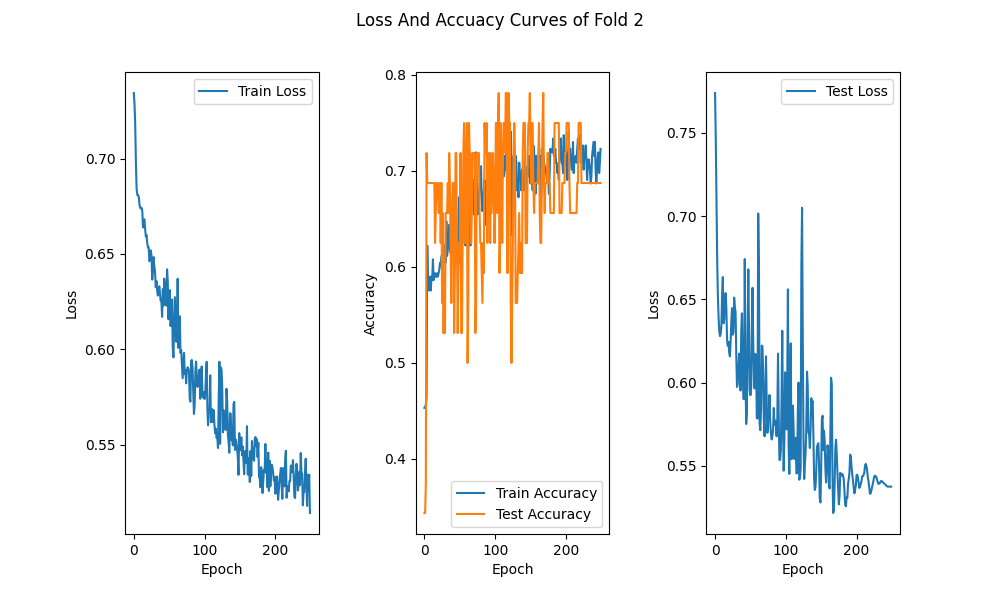 Loss And Accuacy Curves of Fold 2
Train Loss
0.70
0.65
0.60
0.55
Loss
0
100
200
Epoch
0.8
0.7
0.6
0.5
0.4
Accuracy
Train Accuracy
Test Accuracy
0
100
200
Epoch
Test Loss
0.75
0.70
0.65
0.60
0.55
Loss
0
100
200
Epoch